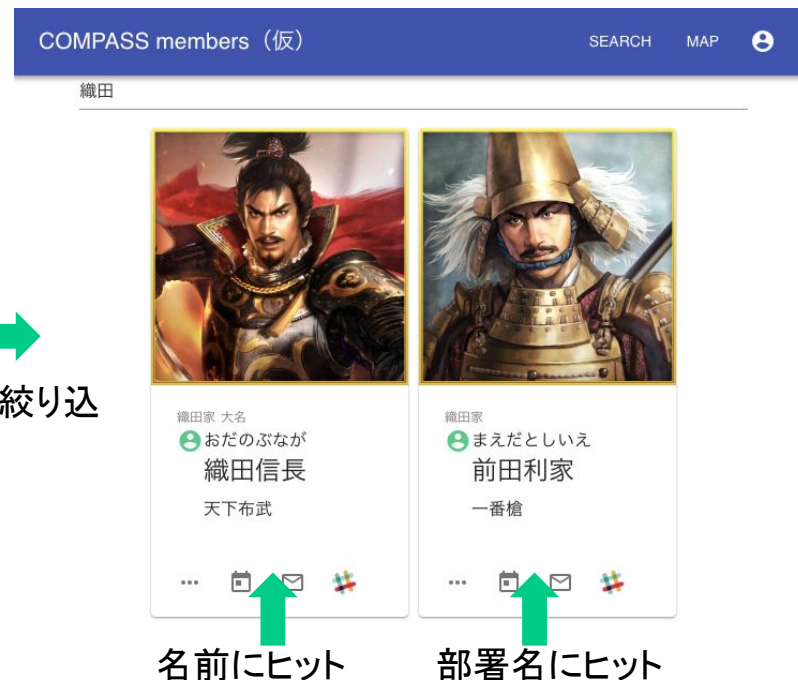 COMPASS members（仮）
SEARCH MAP
織田
絞り込
織田家 大名
おだのぶなが
織田信長
天下布武
織田家
まえだとしいえ
前田利家
一番槍
名前にヒット
部署名にヒット